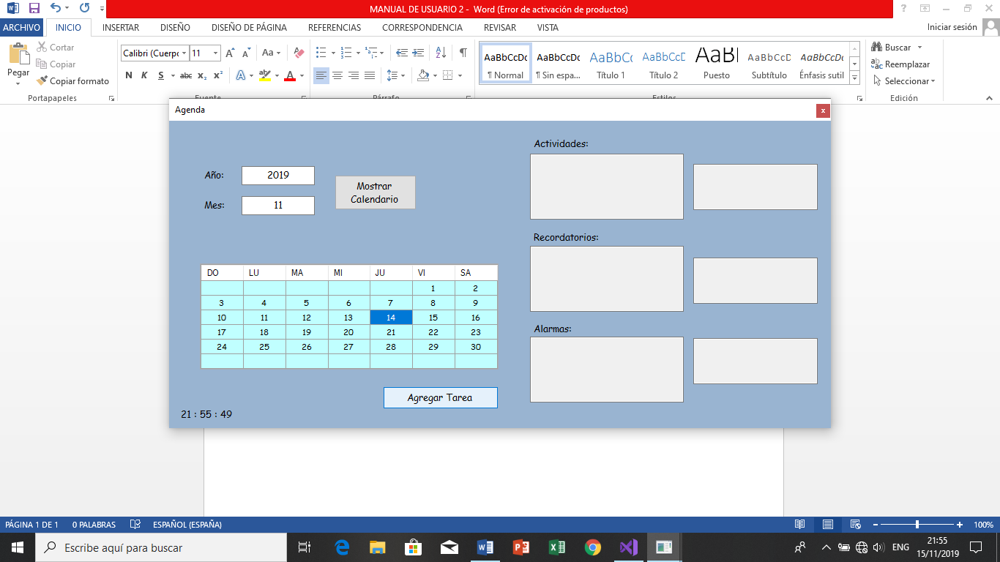 MANUAL DE USUARIO 2 - Word (Error de activación de productos)
ARCHIVO INICIO INSERTAR DISEÑO DISEÑO DE PÁGINA REFERENCIAS CORRESPONDENCIA REVISAR VISTA Iniciar sesión
Pegar
Cortar
Copiar
Copiar formato
Portapapeles
Calibri (Cuerpo 11
Aa
N K S abc x₂ x²
A aly A
Fuente
Párrafo
AaBbCcDc AaBbCcDc AaBbCc AaBbCcD AaBl AaBbCcD AaBbCcDc
¶ Normal ¶ Sin espa... Título 1 Título 2 Puesto Subtítulo Énfasis sutil
Estilos
Buscar
Reemplazar
Seleccionar
Edición
Agenda
Año: 2019
Mes: 11
Mostrar
Calendario
DO LU MA MI JU VI SA
1 2
3 4 5 6 7 8 9
10 11 12 13 14 15 16
17 18 19 20 21 22 23
24 25 26 27 28 29 30
Agregar Tarea
21 : 55 : 49
Actividades:
Recordatorios:
Alarmas:
PÁGINA 1 DE 1 0 PALABRAS ESPAÑOL (ESPAÑA) 100%
Escribe aquí para buscar
ENG
21:55
15/11/2019